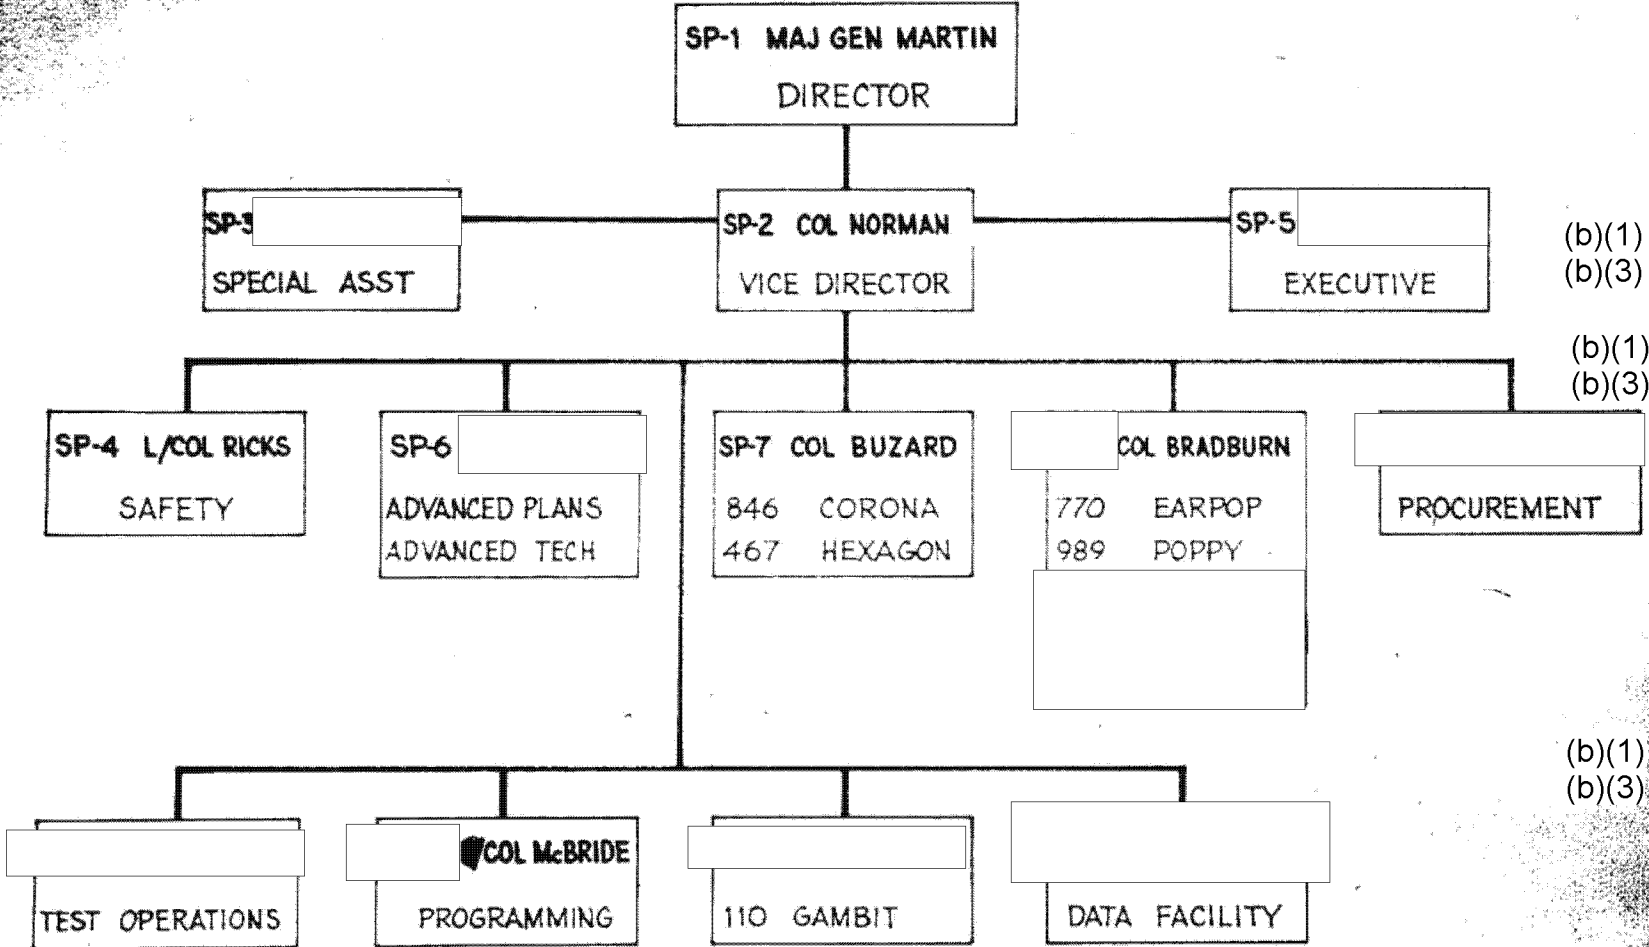 SP-1 MAJ GEN MARTIN
DIRECTOR
SP-3
SPECIAL ASST
SP-2 COL NORMAN
VICE DIRECTOR
SP-5
EXECUTIVE
(b)(1)
(b)(3)
(b)(1)
(b)(3)
SP-4 L/COL RICKS
SAFETY
SP-6
ADVANCED PLANS
ADVANCED TECH
SP-7 COL BUZARD
846 CORONA
467 HEXAGON
COL BRADBURN
770 EARPOP
989 POPPY
PROCUREMENT
(b)(1)
(b)(3)
TEST OPERATIONS
COL McBRIDE
PROGRAMMING
110 GAMBIT
DATA FACILITY